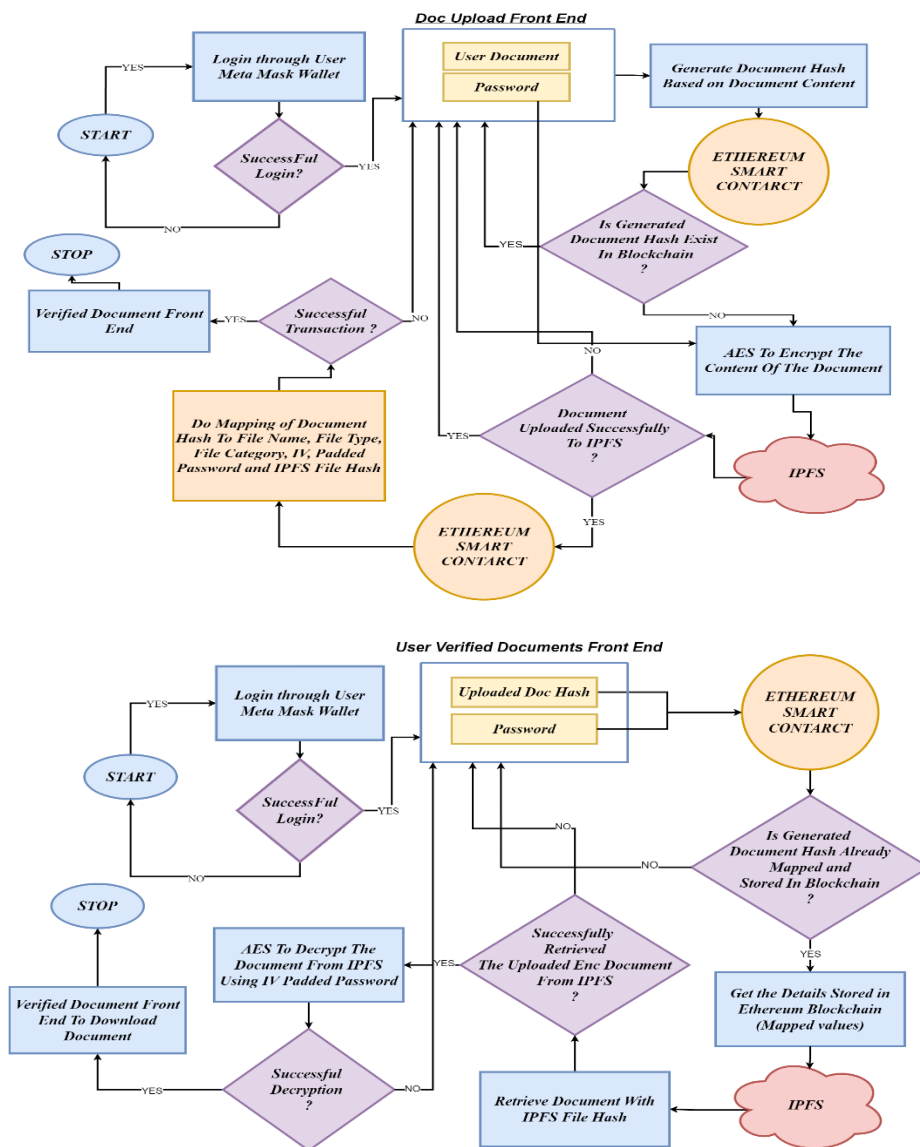 Doc Upload Front End
Login through User
Meta Mask Wallet
YES
START
SuccessFul
Login?
YES
NO
User Document
Password
Generate Document Hash
Based on Document Content
ETHEREUM
SMART
CONTARCT
Is Generated
Document Hash Exist
In Blockchain
?
YES
NO
STOP
Verified Document Front
End
YES
Successful
Transaction ?
NO
AES To Encrypt The
Content Of The Document
NO
Document
Uploaded Successfully
To IPFS
?
YES
YES
IPFS
Do Mapping of Document
Hash To File Name, File Type,
File Category, IV, Padded
Password and IPFS File Hash
ETHEREUM
SMART
CONTARCT
User Verified Documents Front End
Login through User
Meta Mask Wallet
YES
START
SuccessFul
Login?
YES
NO
Uploaded Doc Hash
Password
ETHEREUM
SMART
CONTARCT
Is Generated
Document Hash Already
Mapped and
Stored In Blockchain
?
NO
YES
NO
STOP
AES To Decrypt The
Document From IPFS
Using IV Padded Password
YES
Successfully
Retrieved
The Uploaded Enc Document
From IPFS
?
Get the Details Stored in
Ethereum Blockchain
(Mapped values)
Verified Document Front
End To Download
Document
YES
Successful
Decryption
?
NO
Retrieve Document With
IPFS File Hash
IPFS